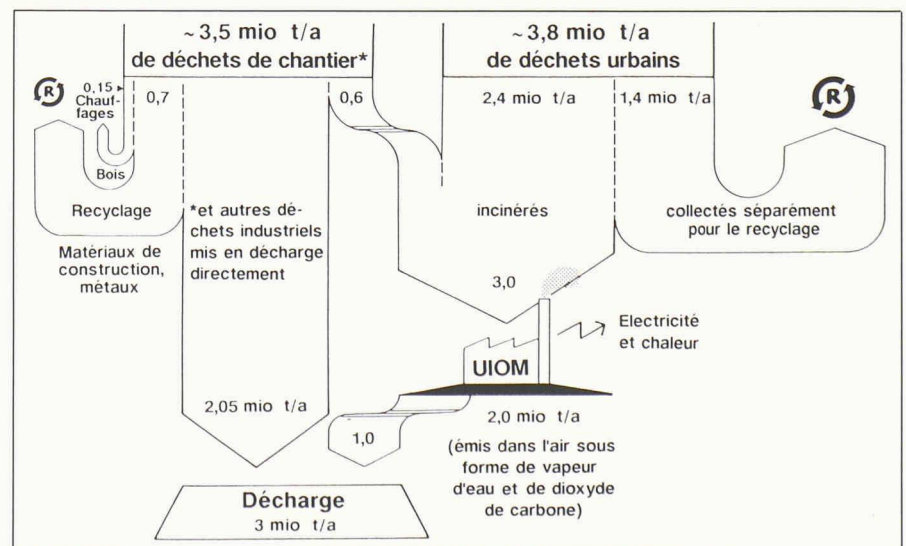 ~3,5 mio t/a
de déchets de chantier*
~3,8 mio t/a
de déchets urbains
R
0,15
Chauf-
fages
0,7
0,6
2,4 mio t/a
1,4 mio t/a
R
Bois
Recyclage
*et autres dé-
chets industriels
mis en décharge
directement
incinérés
collectés séparément
pour le recyclage
Matériaux de
construction,
métaux
3,0
Electricité
et chaleur
UIOM
2,05 mio t/a
1,0
2,0 mio t/a
(émis dans l'air sous
forme de vapeur
d'eau et de dioxyde
de carbone)
Décharge
3 mio t/a